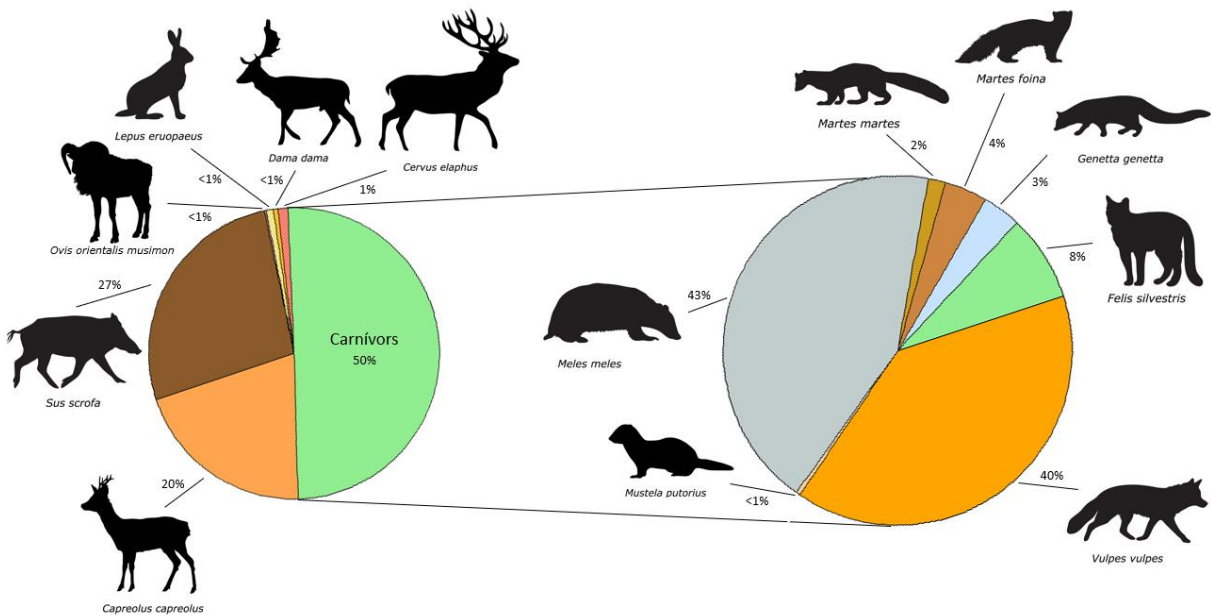 Lepus eruopaeus
<1%
Dama dama
<1%
Cervus elaphus
1%
Ovis orientalis musimon
<1%
27%
Sus scrofa
20%
Capreolus capreolus
Carnívors
50%
Martes martes
2%
Martes foina
4%
Genetta genetta
3%
Felis silvestris
8%
43%
Meles meles
Mustela putorius
<1%
40%
Vulpes vulpes